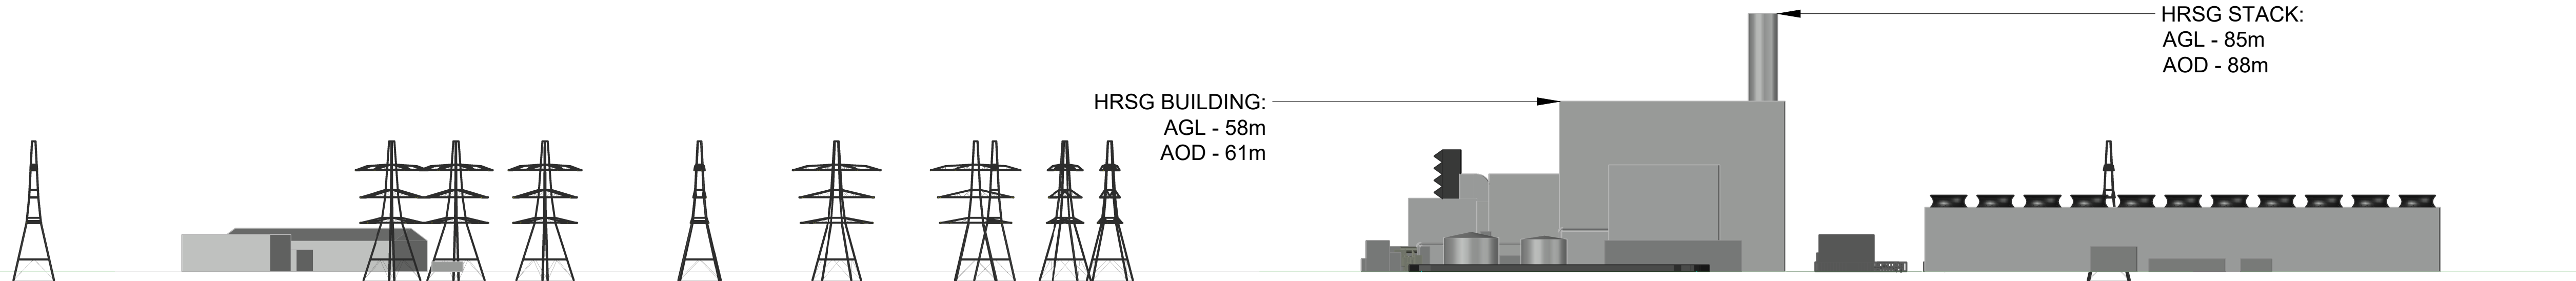 HRSG STACK:
AGL - 85m
AOD - 88m
HRSG BUILDING:
AGL - 58m
AOD - 61m